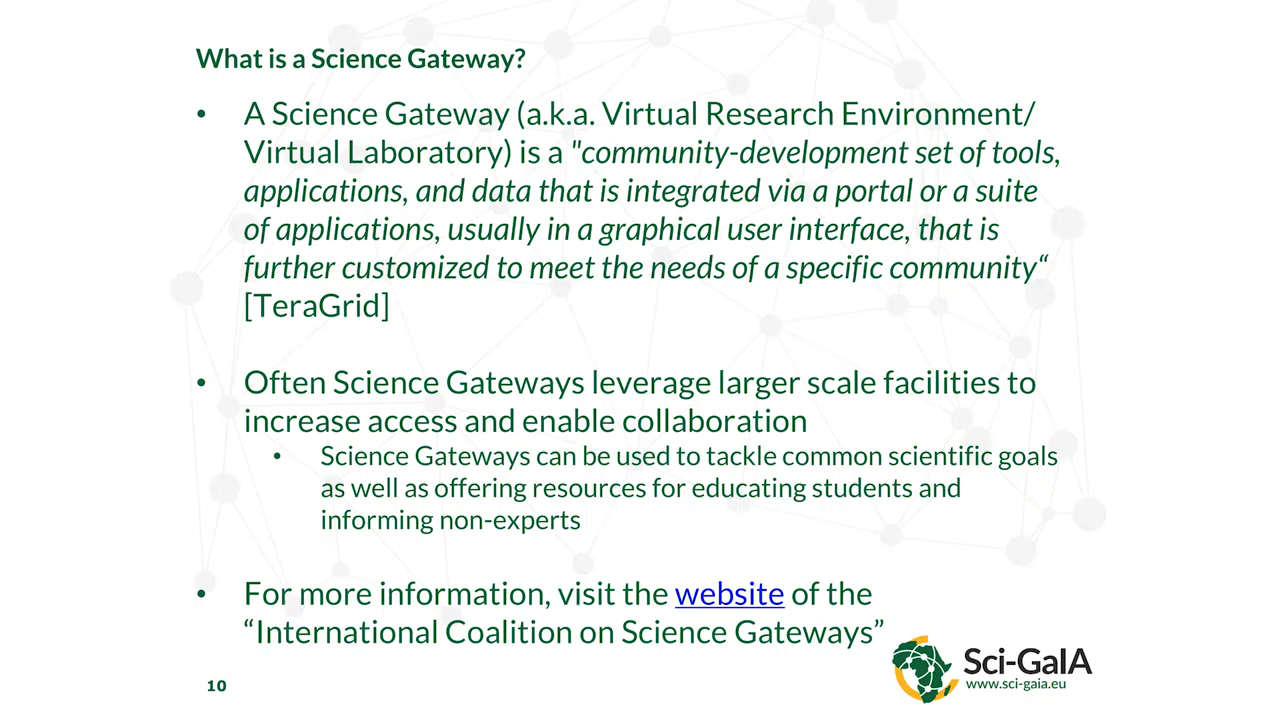 What is a Science Gateway?
• A Science Gateway (a.k.a. Virtual Research Environment/
Virtual Laboratory) is a "community-development set of tools,
applications, and data that is integrated via a portal or a suite
of applications, usually in a graphical user interface, that is
further customized to meet the needs of a specific community“
[TeraGrid]
• Often Science Gateways leverage larger scale facilities to
increase access and enable collaboration
• Science Gateways can be used to tackle common scientific goals
as well as offering resources for educating students and
informing non-experts
• For more information, visit the website of the
“International Coalition on Science Gateways”
Sci-GaIA
www.sci-gaia.eu
10